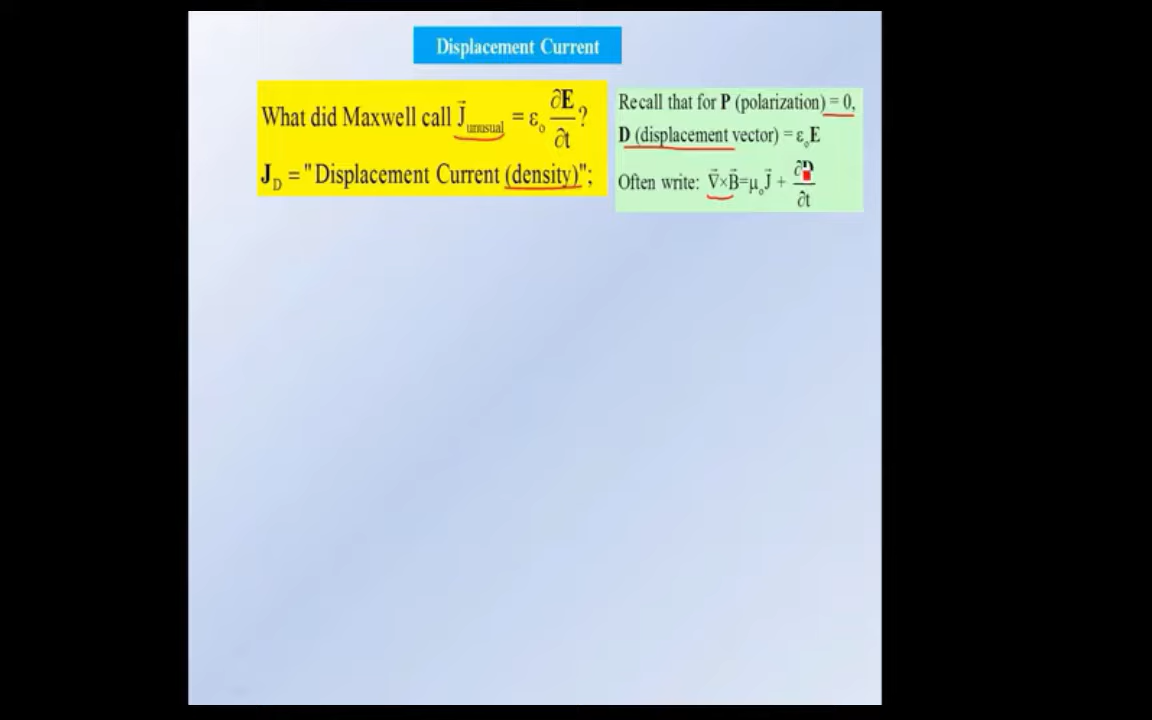 Displacement Current
What did Maxwell call J⃗unusual = ε₀ ∂E/∂t ?
J_D = "Displacement Current (density)";
Recall that for P (polarization) = 0,
D (displacement vector) = ε₀E
Often write: ∇⃗×B⃗=μ₀J⃗ + ∂D/∂t